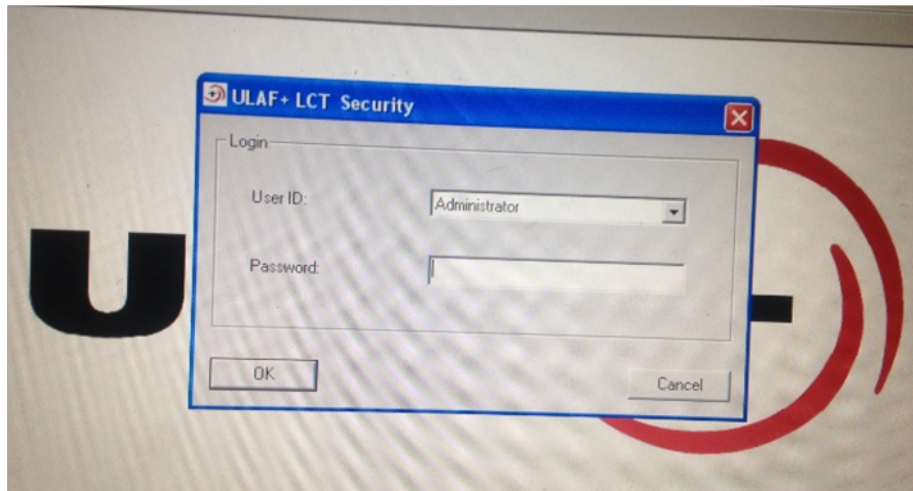 ULAF+ LCT Security
Login
User ID:
Administrator
Password:
U
OK
Cancel